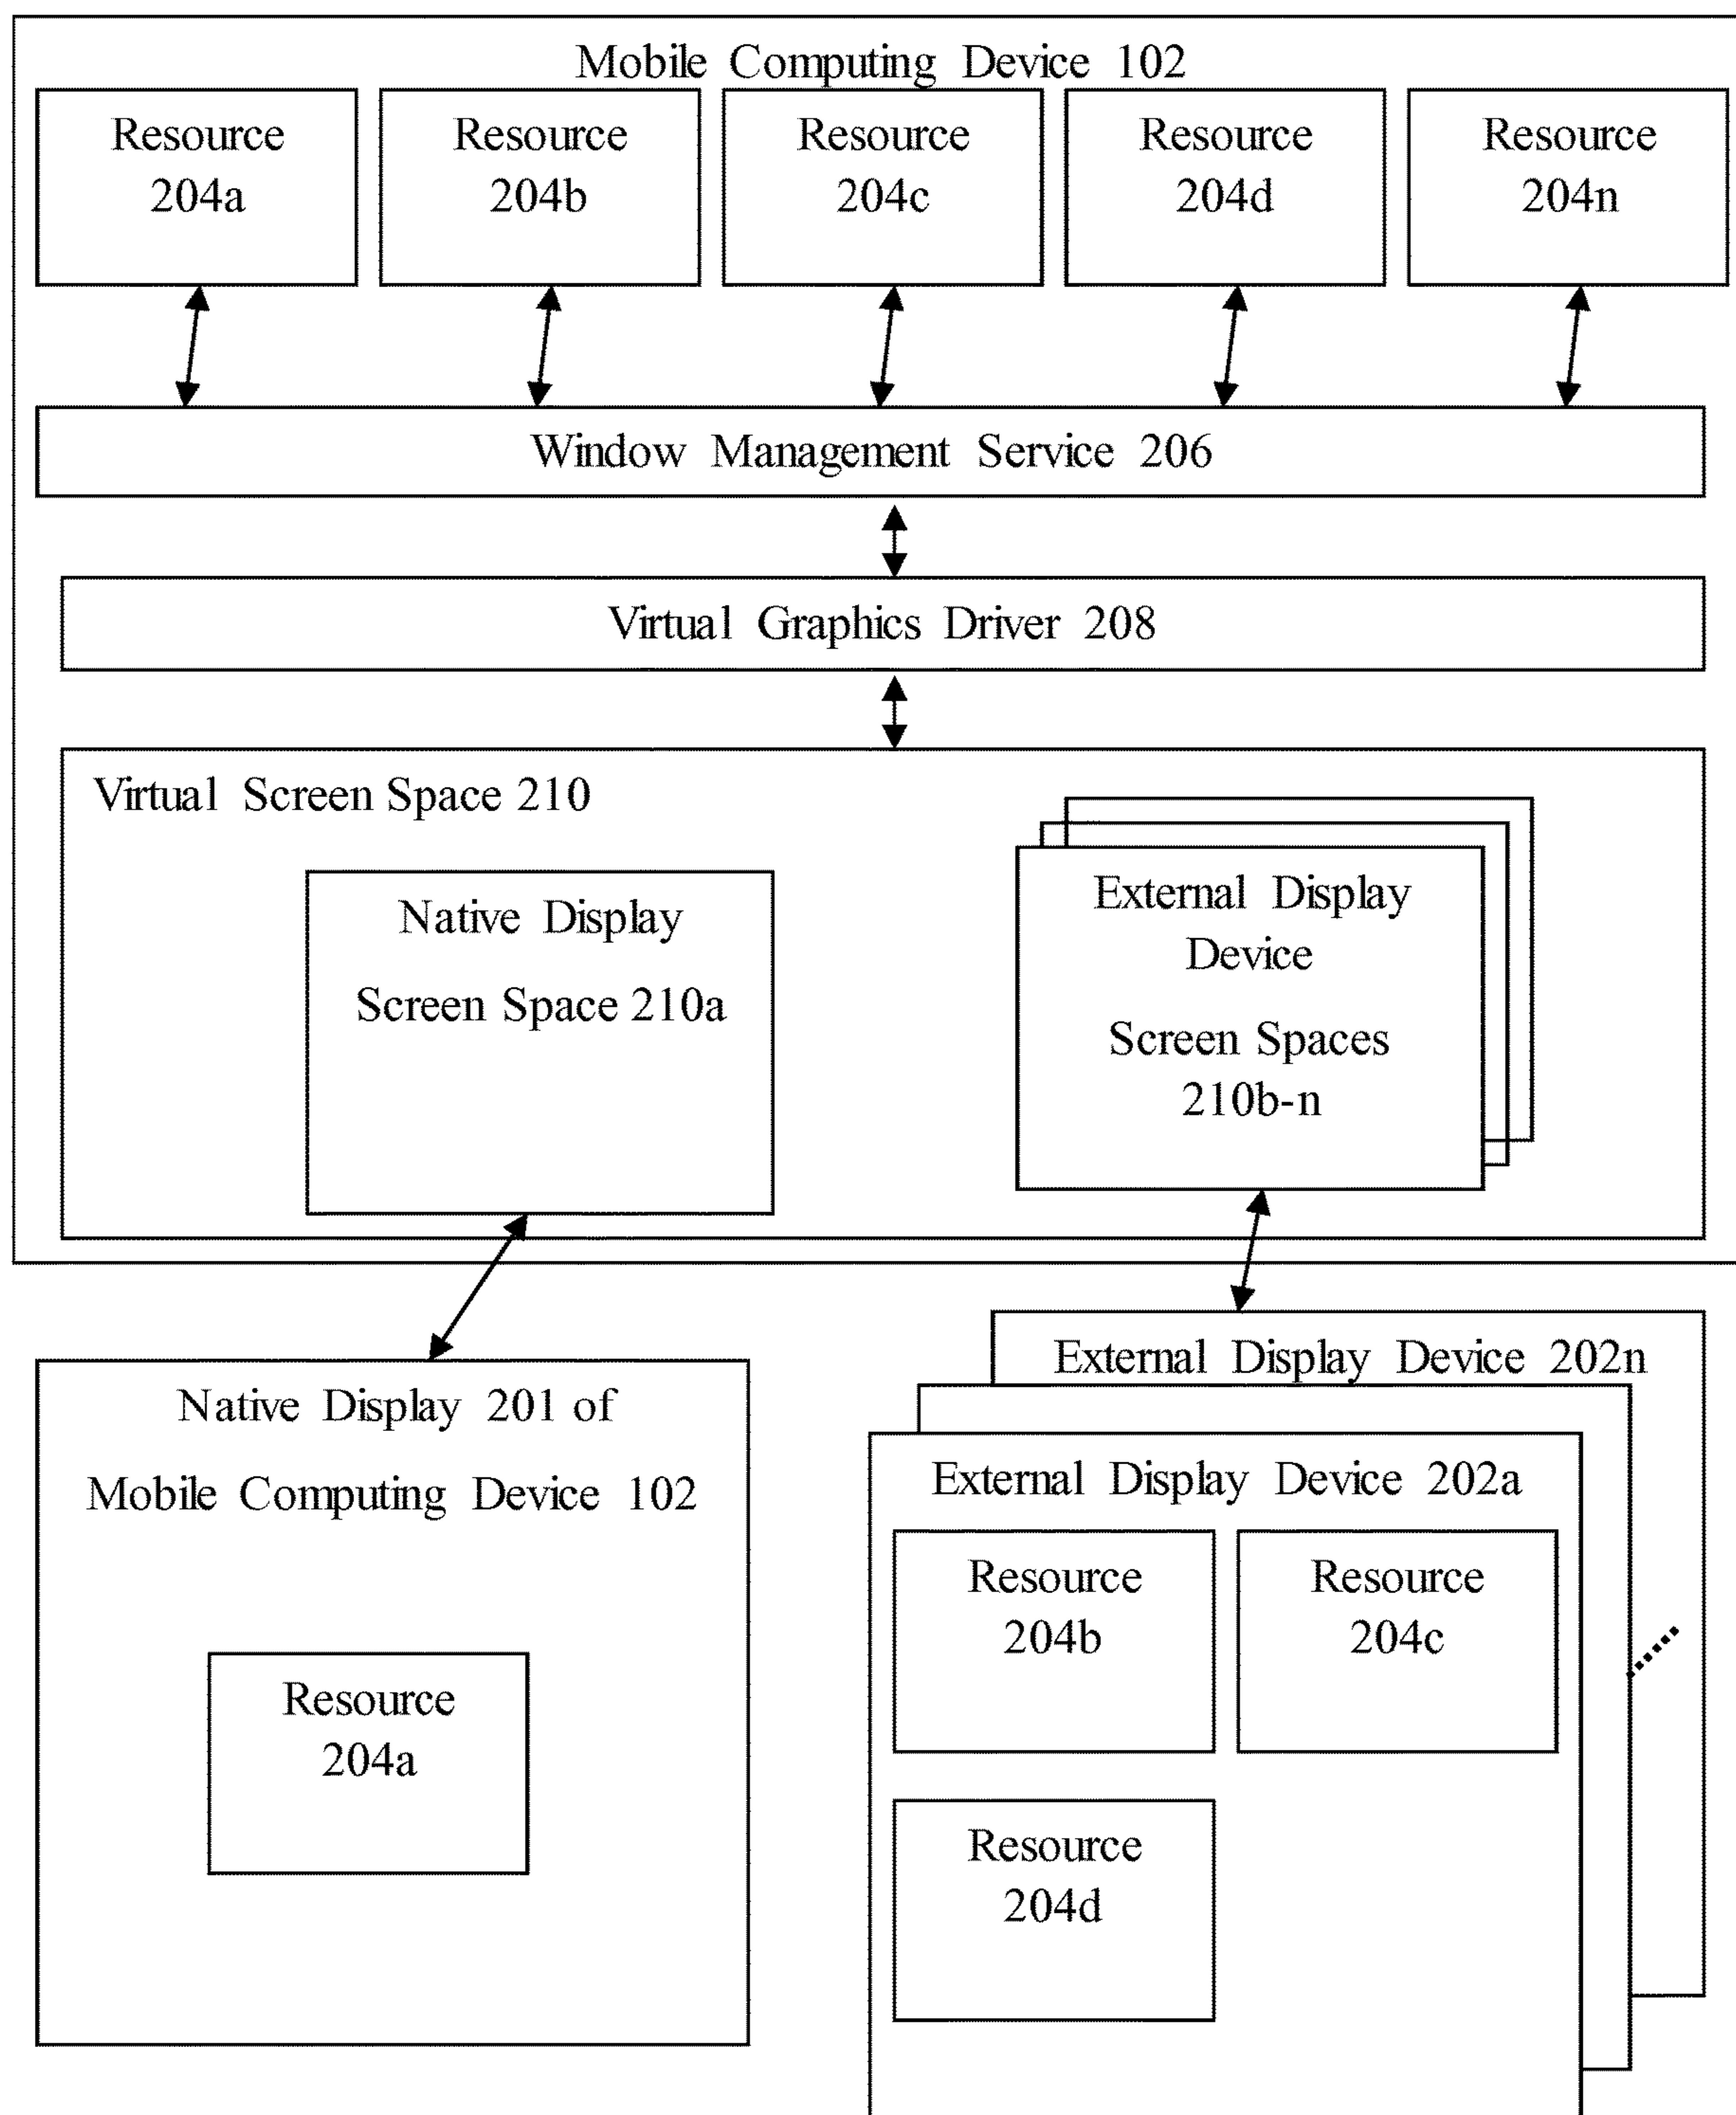 Mobile Computing Device 102
Resource
204a
Resource
204b
Resource
204c
Resource
204d
Resource
204n
Window Management Service 206
Virtual Graphics Driver 208
Virtual Screen Space 210
Native Display
Screen Space 210a
External Display
Device
Screen Spaces
210b-n
Native Display 201 of
Mobile Computing Device 102
Resource
204a
External Display Device 202n
External Display Device 202a
Resource
204b
Resource
204c
Resource
204d